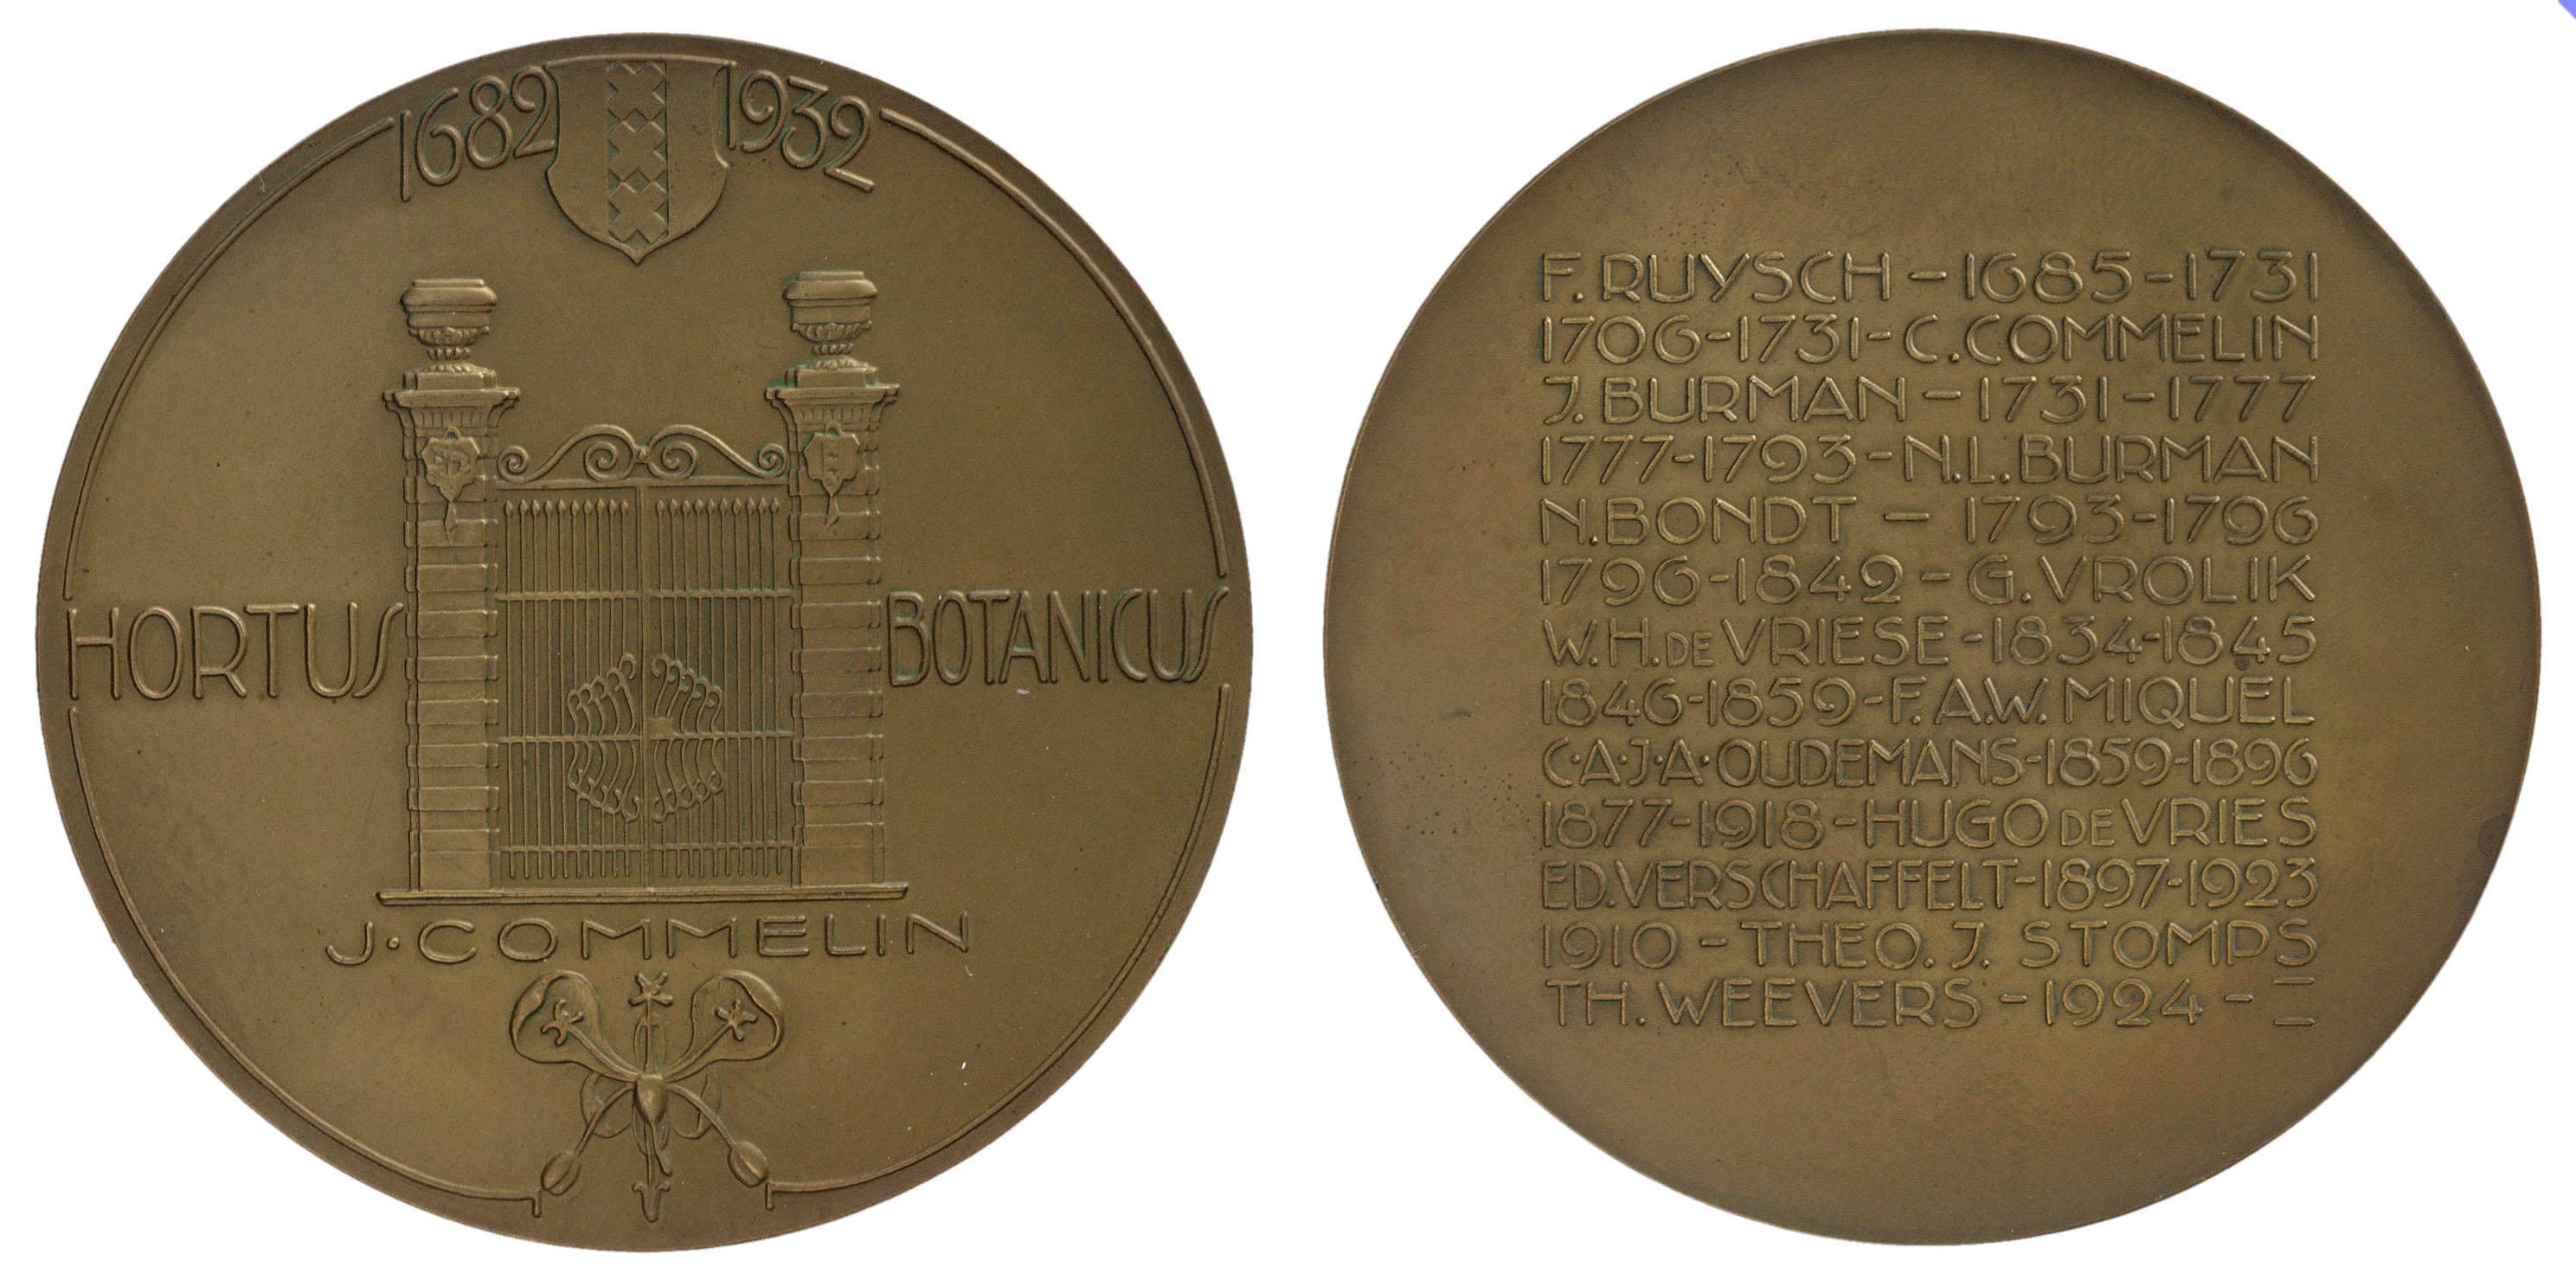 1682 1932
HORTUS BOTANICUS
J. COMMELIN
F. RUYSCH – 1685 – 1731
1706-1731 - C. COMMELIN
J. BURMAN – 1731 – 1777
1777-1793 - N.L. BURMAN
N. BONDT – 1793-1796
1796-1842 – G. VROLIK
W.H. DE VRIESE - 1834-1845
1846-1859 - F.A.W. MIQUEL
C·A·J·A· OUDEMANS-1859-1896
1877-1918 - HUGO DE VRIES
ED. VERSCHAFFELT-1897-1923
1910 – THEO. J. STOMPS
TH. WEEVERS – 1924 –